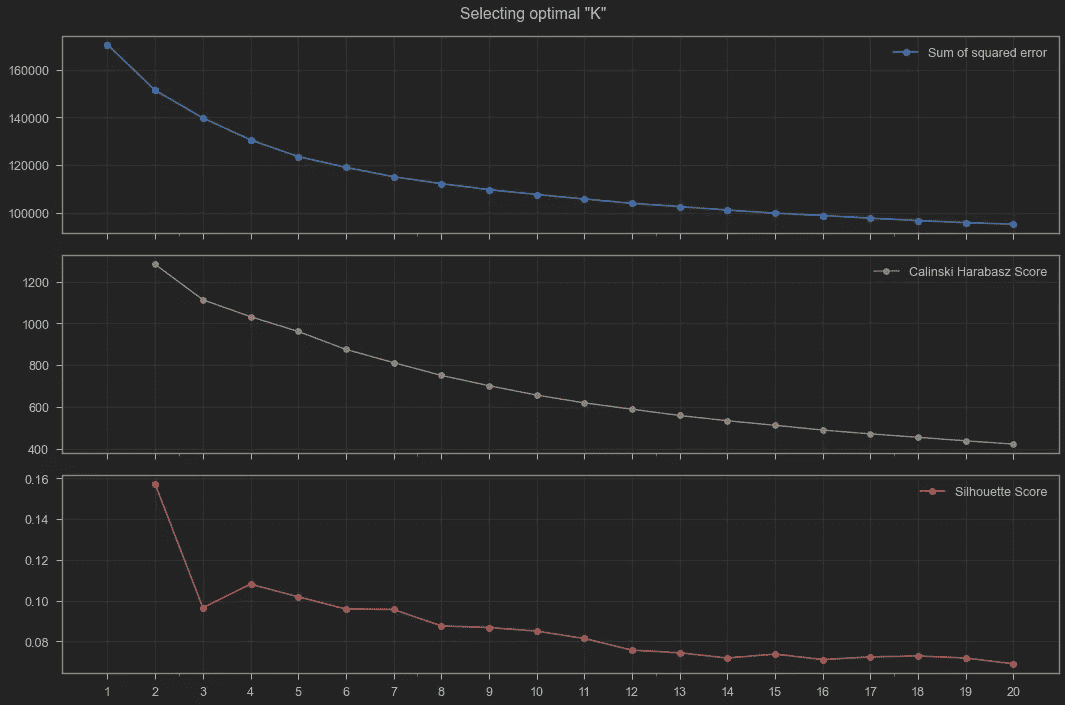 Selecting optimal "K"
Sum of squared error
160000
140000
120000
100000
Calinski Harabasz Score
1200
1000
800
600
400
Silhouette Score
0.16
0.14
0.12
0.10
0.08
1 2 3 4 5 6 7 8 9 10 11 12 13 14 15 16 17 18 19 20